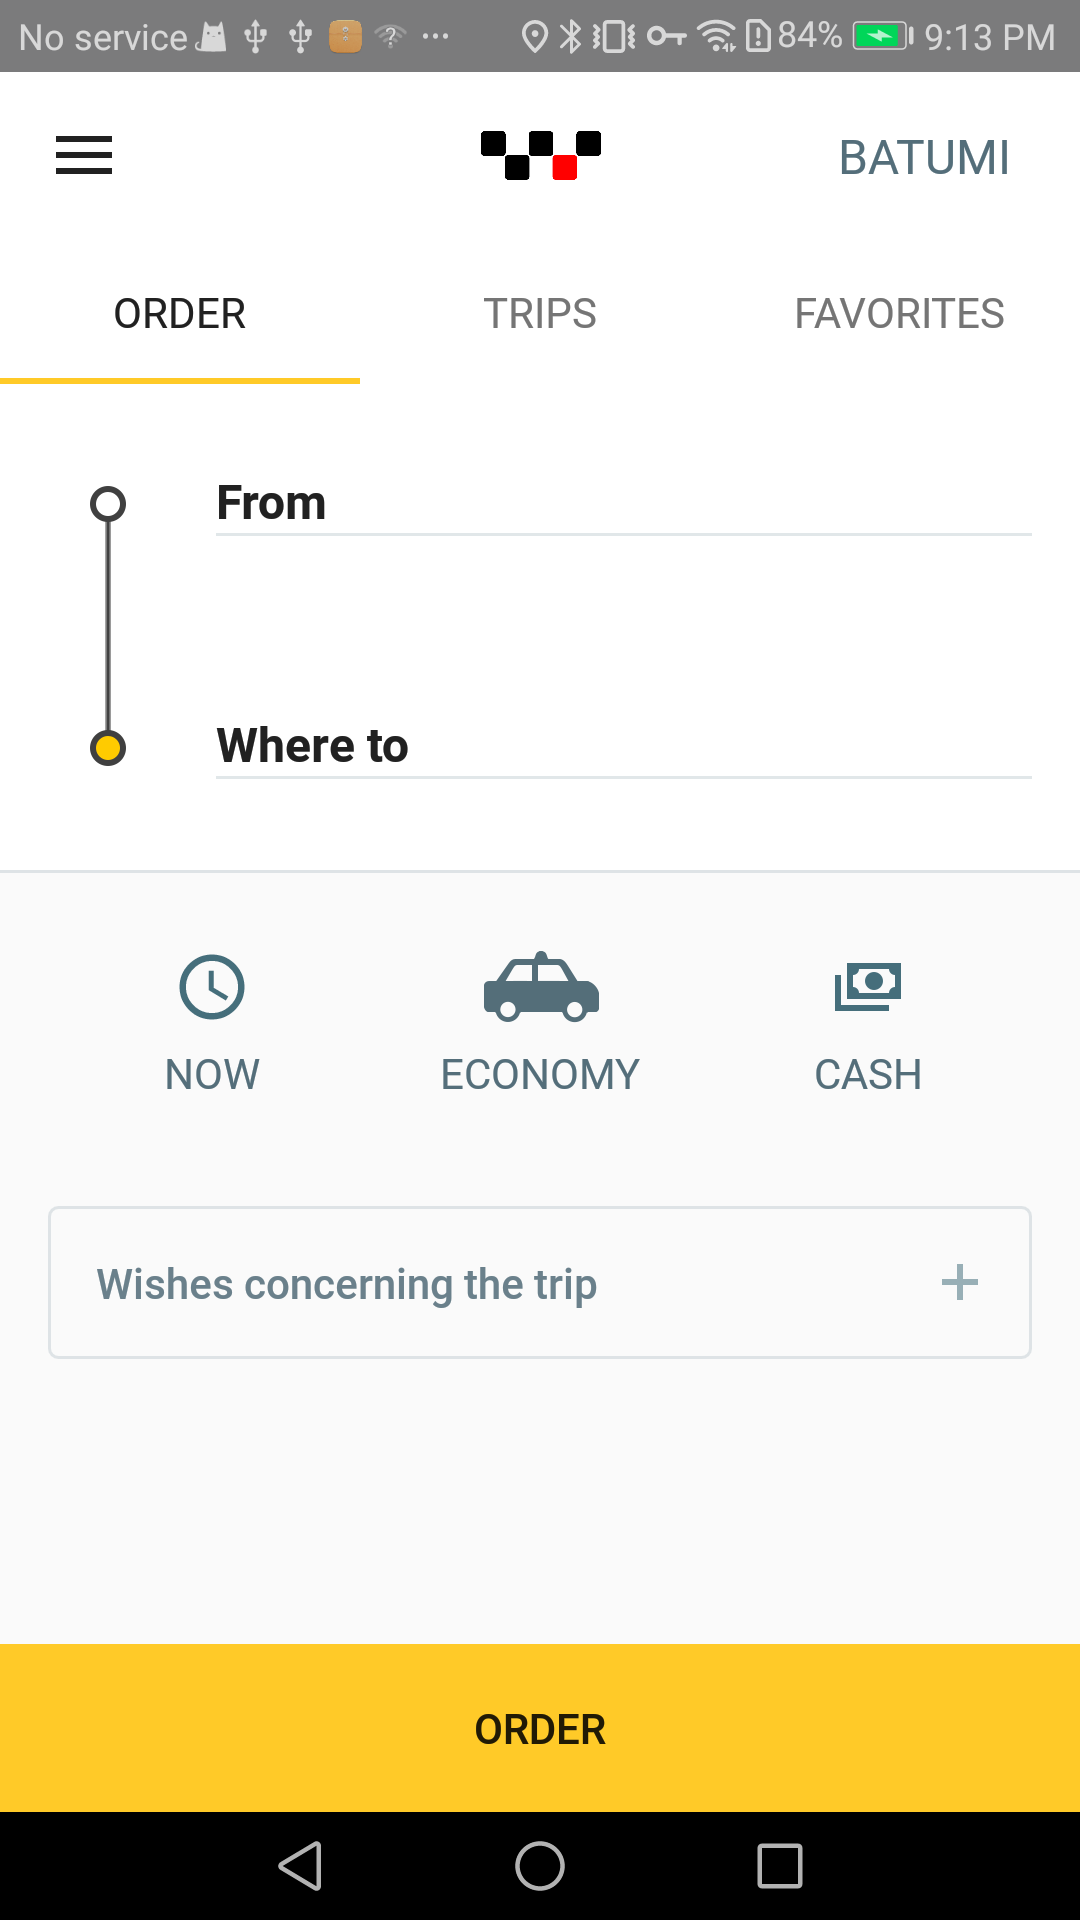 No service 84% 9:13 PM
BATUMI
ORDER TRIPS FAVORITES
From
Where to
NOW ECONOMY CASH
Wishes concerning the trip
ORDER